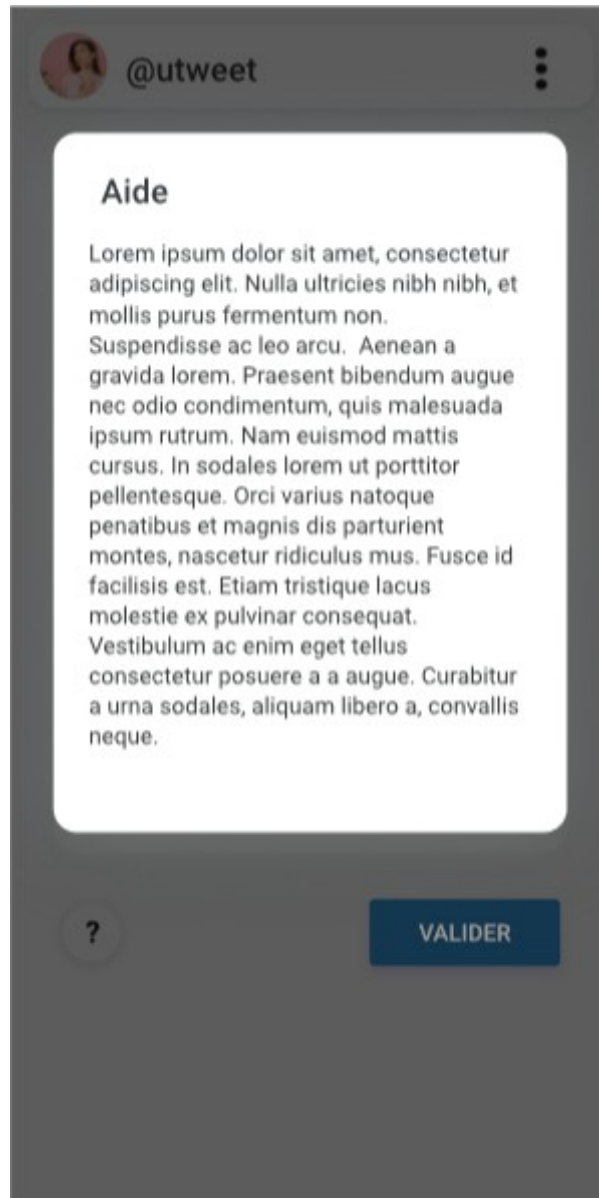 @utweet
Aide
Lorem ipsum dolor sit amet, consectetur
adipiscing elit. Nulla ultricies nibh nibh, et
mollis purus fermentum non.
Suspendisse ac leo arcu.  Aenean a
gravida lorem. Praesent bibendum augue
nec odio condimentum, quis malesuada
ipsum rutrum. Nam euismod mattis
cursus. In sodales lorem ut porttitor
pellentesque. Orci varius natoque
penatibus et magnis dis parturient
montes, nascetur ridiculus mus. Fusce id
facilisis est. Etiam tristique lacus
molestie ex pulvinar consequat.
Vestibulum ac enim eget tellus
consectetur posuere a a augue. Curabitur
a urna sodales, aliquam libero a, convallis
neque.
? VALIDER